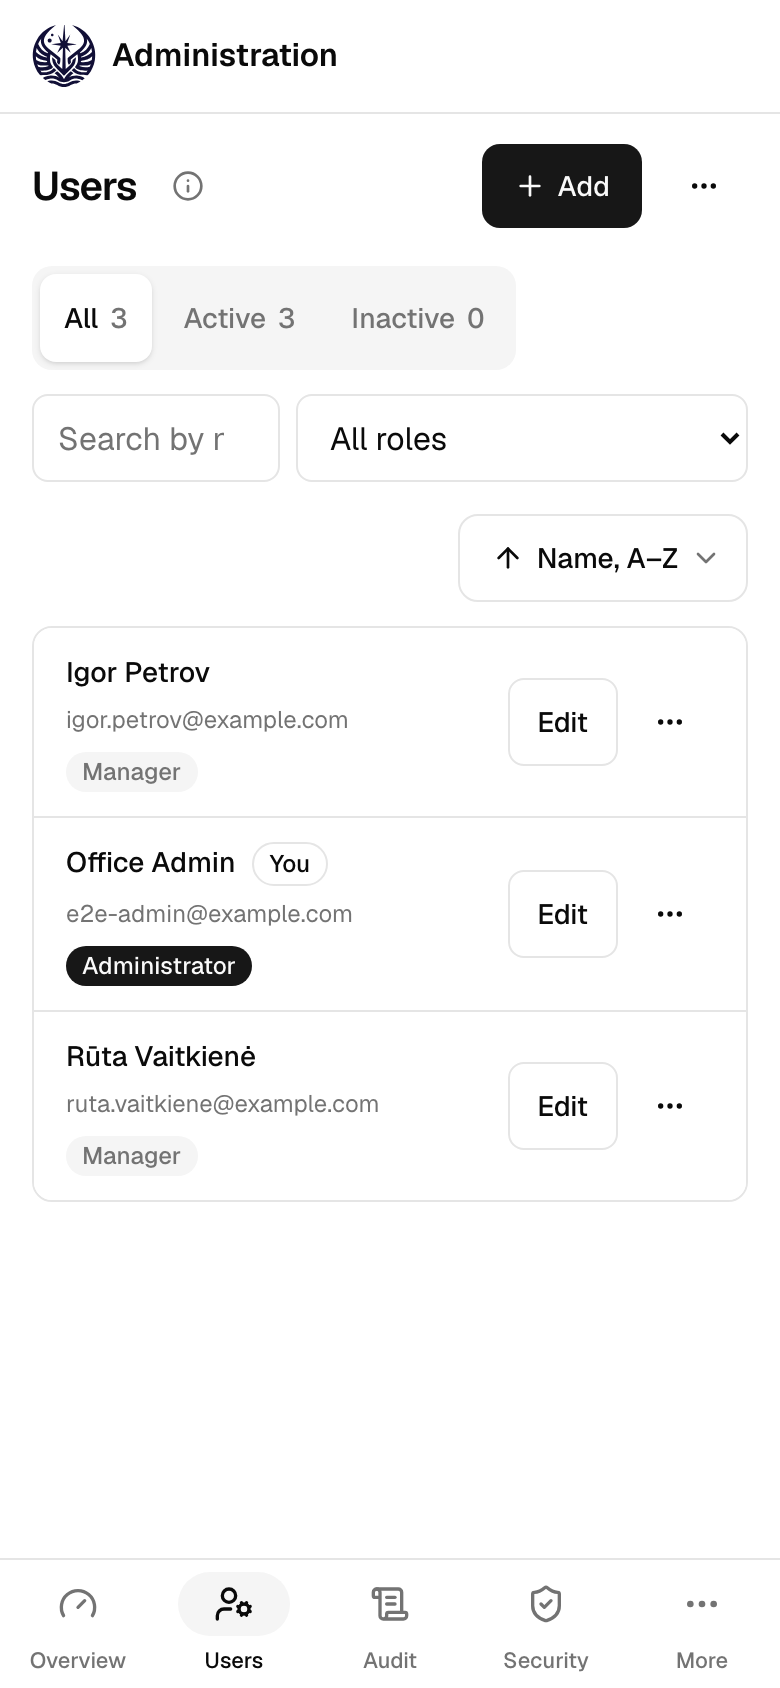 Administration
Users
Add
All 3 Active 3 Inactive 0
Search by r
All roles
Name, A–Z
Igor Petrov
igor.petrov@example.com
Manager
Edit
Office Admin You
e2e-admin@example.com
Administrator
Edit
Rūta Vaitkienė
ruta.vaitkiene@example.com
Manager
Edit
Overview Users Audit Security More